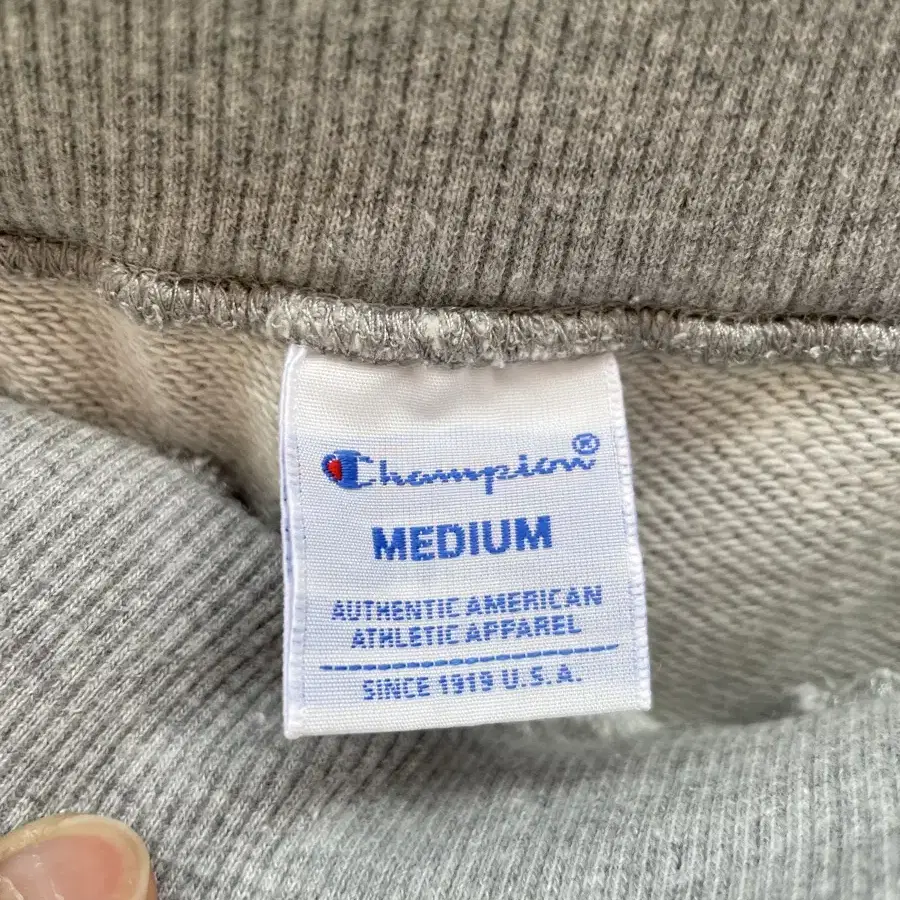 Champion®
MEDIUM
AUTHENTIC AMERICAN
ATHLETIC APPAREL
SINCE 1919 U.S.A.